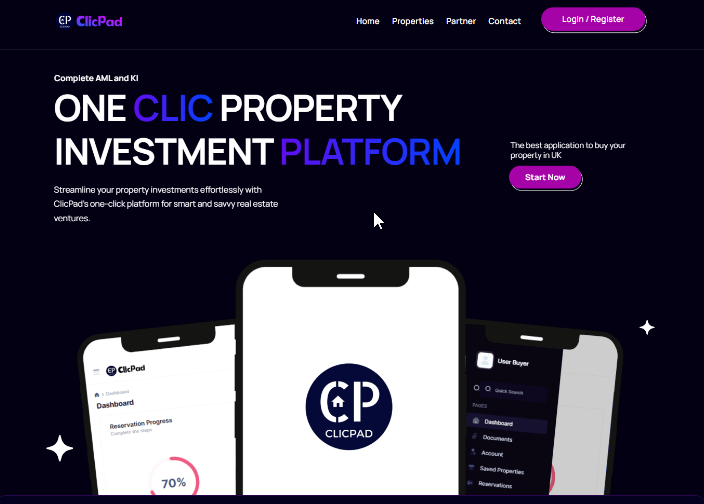 CP ClicPad
CLICPAD
Home Properties Partner Contact Login / Register
Complete AML and KI
ONE CLIC PROPERTY
INVESTMENT PLATFORM
Streamline your property investments effortlessly with
ClicPad's one-click platform for smart and savvy real estate
ventures.
The best application to buy your
property in UK
Start Now
CP ClicPad
Dashboard
Dashboard
Reservation Progress
Complete the steps
70%
CP
CLICPAD
User Buyer
Quick Search
PAGES
Dashboard
Documents
Account
Saved Properties
Reservations